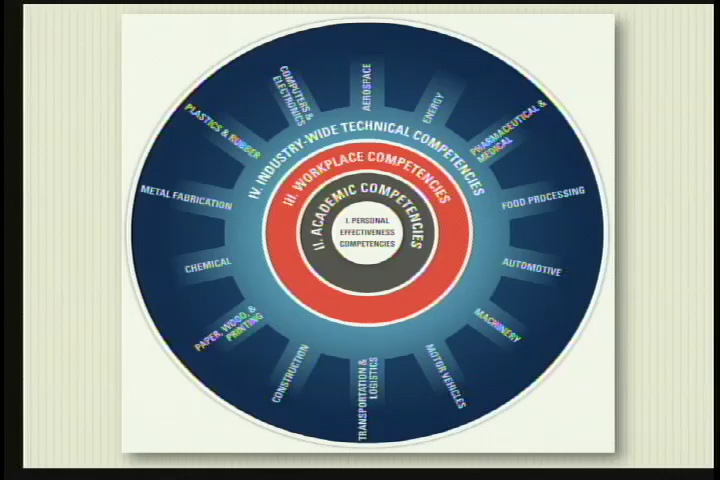 I. PERSONAL
EFFECTIVENESS
COMPETENCIES
II. ACADEMIC COMPETENCIES
III. WORKPLACE COMPETENCIES
IV. INDUSTRY-WIDE TECHNICAL COMPETENCIES
AEROSPACE
ENERGY
PHARMACEUTICAL &
MEDICAL
FOOD PROCESSING
AUTOMOTIVE
MACHINERY
MOTOR VEHICLES
TRANSPORTATION &
LOGISTICS
CONSTRUCTION
PAPER, WOOD, &
PRINTING
CHEMICAL
METAL FABRICATION
PLASTICS & RUBBER
COMPUTERS &
ELECTRONICS